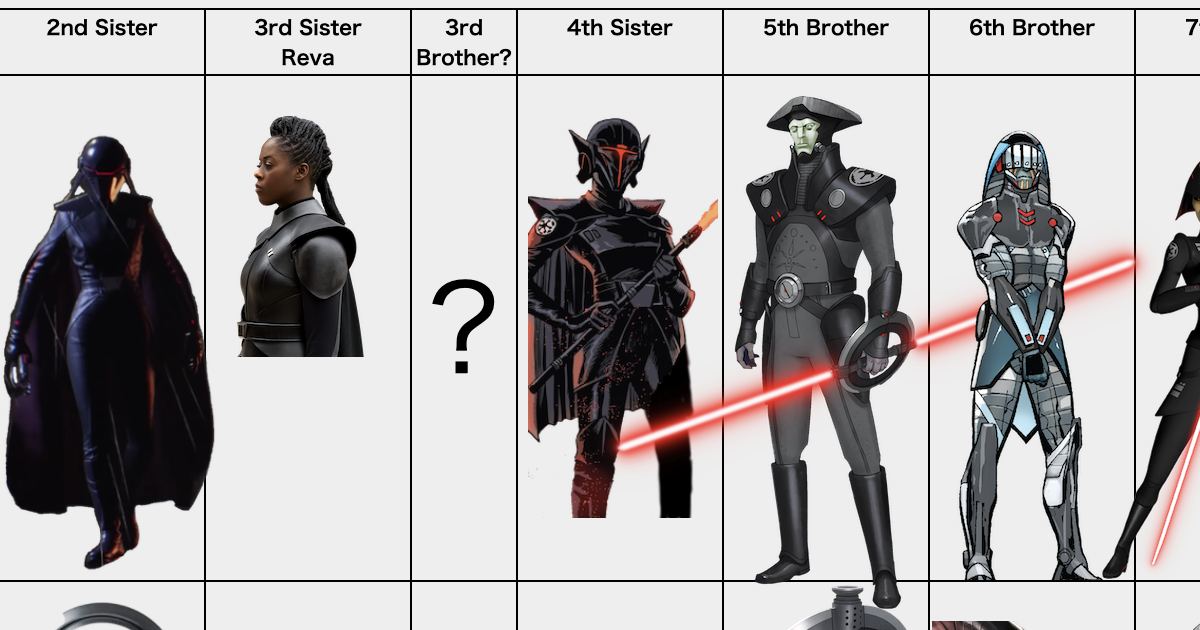 2nd Sister
3rd Sister
Reva
3rd
Brother?
4th Sister
5th Brother
6th Brother
?